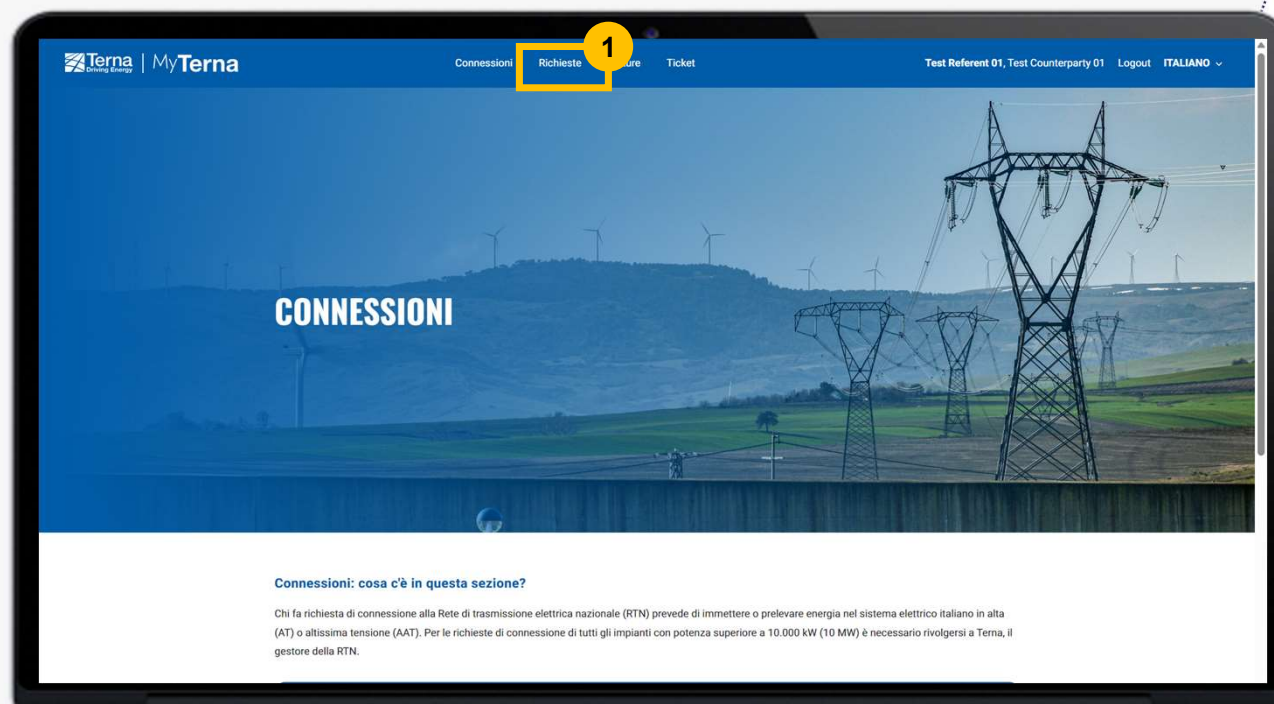 Terna
Driving Energy
MyTerna
Connessioni
Richieste
1
Ticket
Test Referent 01, Test Counterparty 01
Logout
ITALIANO
CONNESSIONI
Connessioni: cosa c'è in questa sezione?
Chi fa richiesta di connessione alla Rete di trasmissione elettrica nazionale (RTN) prevede di immettere o prelevare energia nel sistema elettrico italiano in alta
(AT) o altissima tensione (AAT). Per le richieste di connessione di tutti gli impianti con potenza superiore a 10.000 kW (10 MW) è necessario rivolgersi a Terna, il
gestore della RTN.